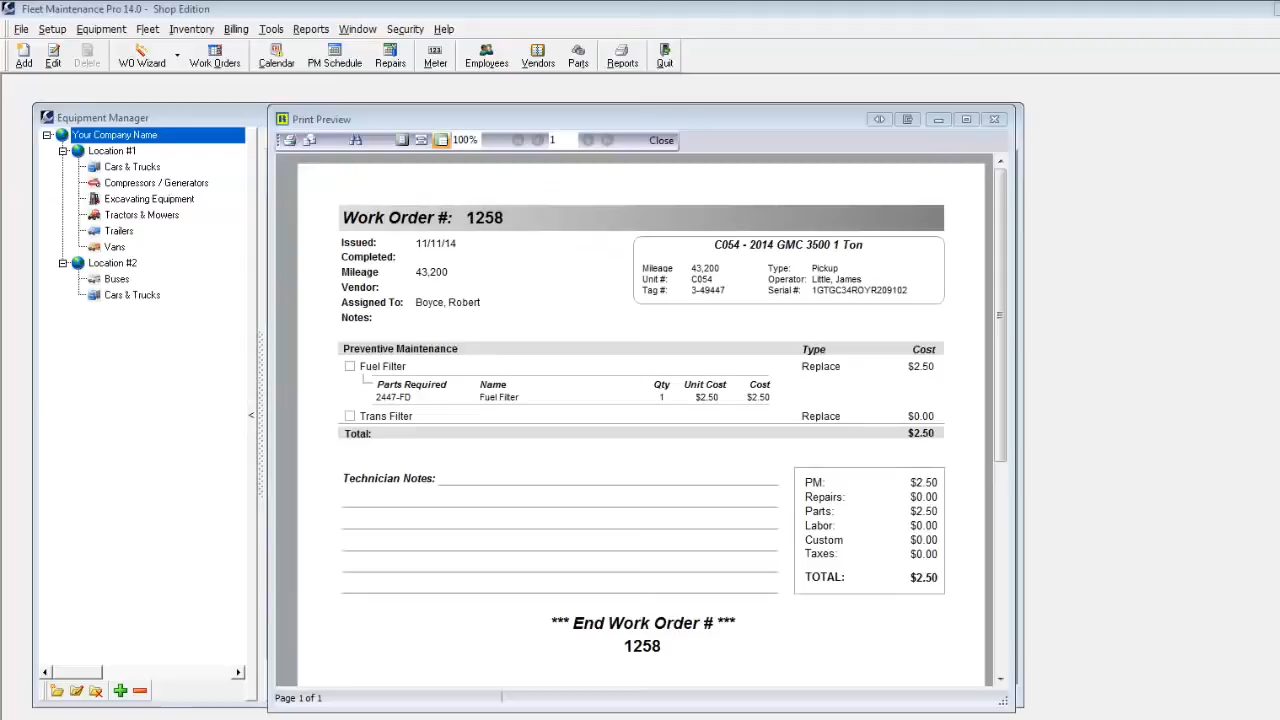 Fleet Maintenance Pro 14.0 - Shop Edition
File Setup Equipment Fleet Inventory Billing Tools Reports Window Security Help
Add Edit Delete WO Wizard Work Orders Calendar PM Schedule Repairs Meter Employees Vendors Parts Reports Quit
Equipment Manager
Your Company Name
Location #1
Cars & Trucks
Compressors / Generators
Excavating Equipment
Tractors & Mowers
Trailers
Vans
Location #2
Buses
Cars & Trucks
Print Preview
100% 1 Close
Work Order #: 1258
Issued: 11/11/14
Completed:
Mileage 43,200
Vendor:
Assigned To: Boyce, Robert
Notes:
C054 - 2014 GMC 3500 1 Ton
Mileage 43,200 Type: Pickup
Unit #: C054 Operator: Little, James
Tag #: 3-49447 Serial #: 1GTGC34ROYR209102
Preventive Maintenance Type Cost
Fuel Filter Replace $2.50
Parts Required Name Qty Unit Cost Cost
2447-FD Fuel Filter 1 $2.50 $2.50
Trans Filter Replace $0.00
Total: $2.50
Technician Notes:
PM: $2.50
Repairs: $0.00
Parts: $2.50
Labor: $0.00
Custom $0.00
Taxes: $0.00
TOTAL: $2.50
*** End Work Order # ***
1258
Page 1 of 1